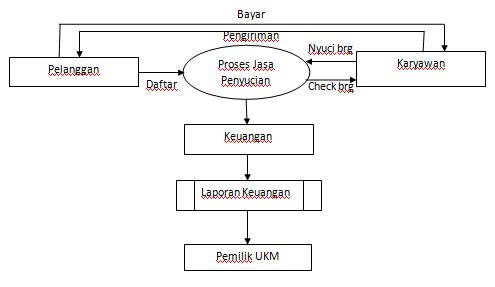 Bayar
Pengiriman
Nyuci brg
Pelanggan
Proses Jasa
Penyucian
Karyawan
Daftar
Check brg
Keuangan
Laporan Keuangan
Pemilik UKM